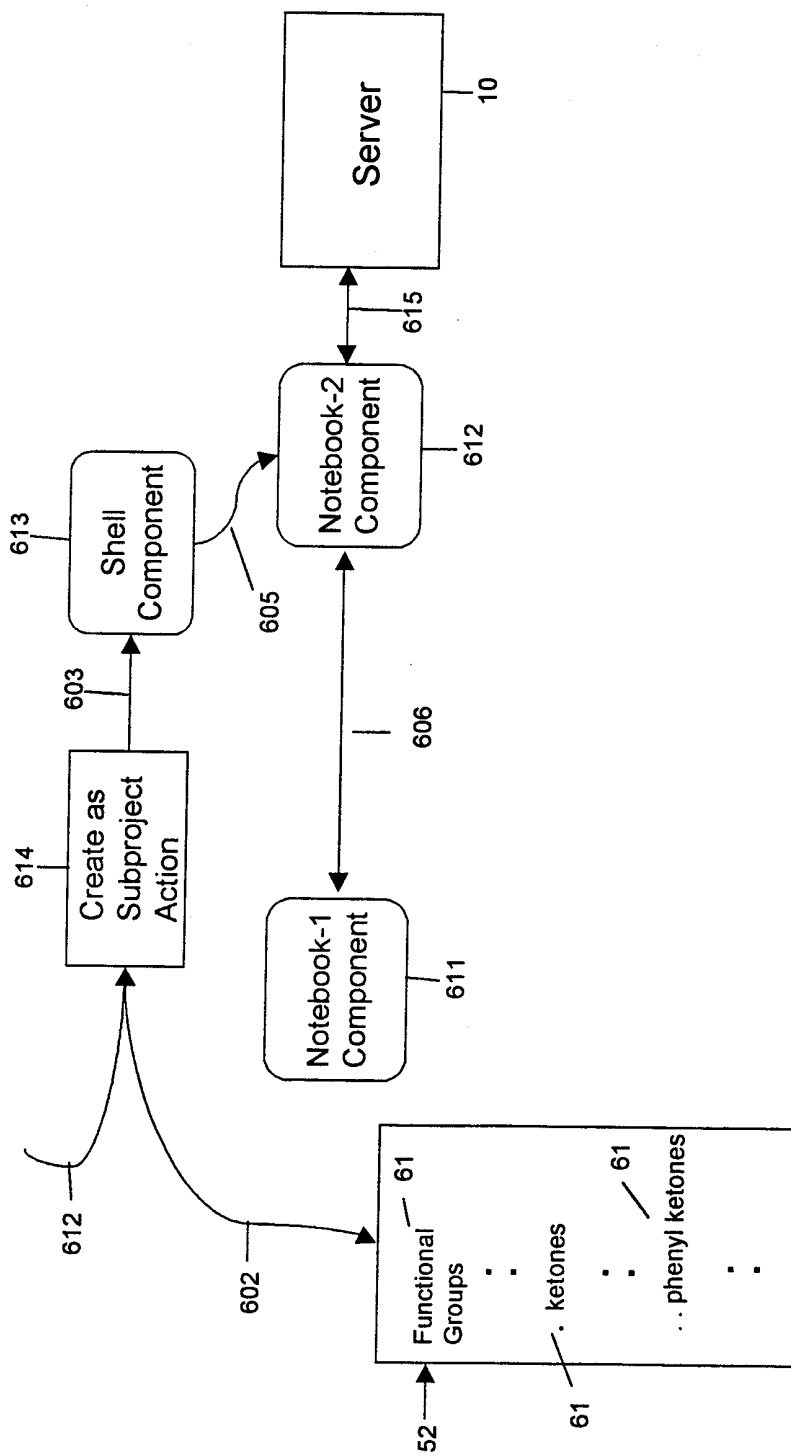 612
602
614
Create as
Subproject
Action
603
613
Shell
Component
605
Notebook-1
Component
611
606
Notebook-2
Component
612
615
Server
10
52
Functional
Groups
61
. ketones
61
. . phenyl ketones
61